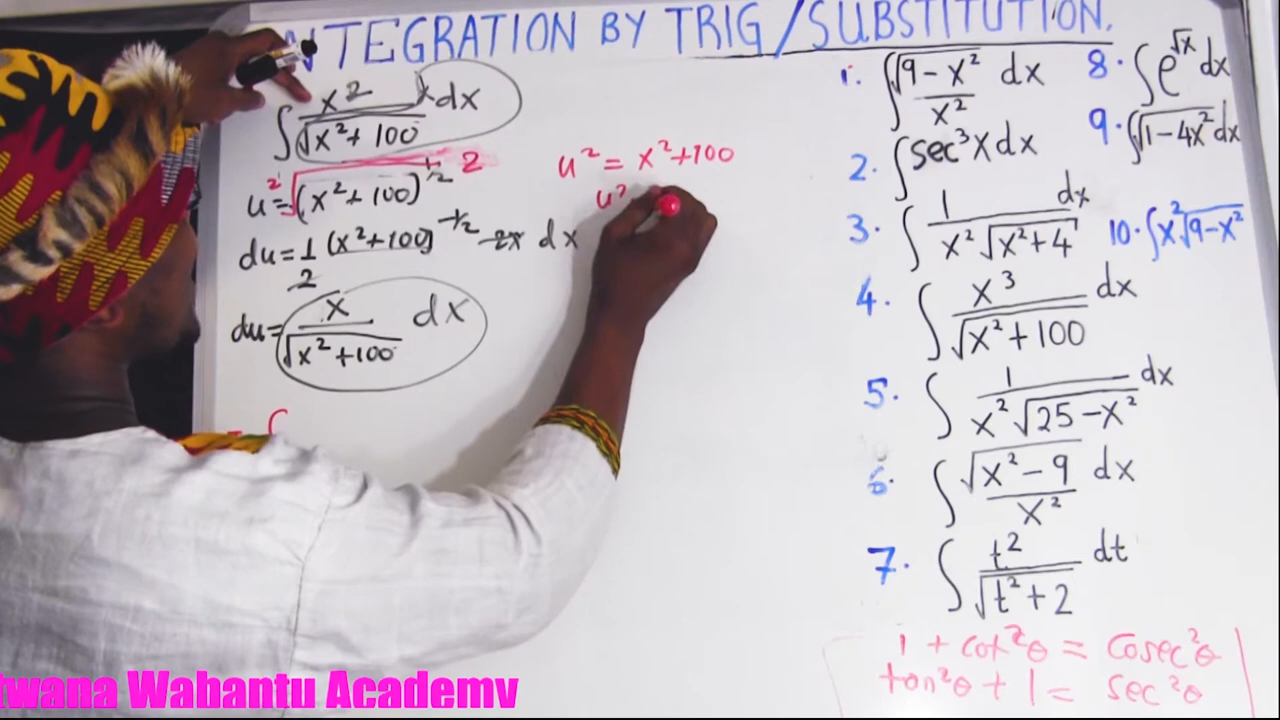 NTEGRATION BY TRIG/SUBSTITUTION.
∫ x² x dx / √(x² + 100)
u = (x² + 100)^½
du = ½ (x² + 100)^-½ 2x dx
du = x / √(x² + 100) dx
u² = x² + 100
u²
1. ∫ √(9 - x²) / x² dx
2. ∫ sec³x dx
3. ∫ 1 / (x² √(x² + 4)) dx
4. ∫ x³ / √(x² + 100) dx
5. ∫ 1 / (x² √(25 - x²)) dx
6. ∫ √(x² - 9) / x² dx
7. ∫ t² / √(t² + 2) dt
8. ∫ e^√x dx
9. ∫ √(1 - 4x²) dx
10. ∫ x² √(9 - x²)
1 + cot²θ = cosec²θ
tan²θ + 1 = sec²θ
twana Wabantu Academy